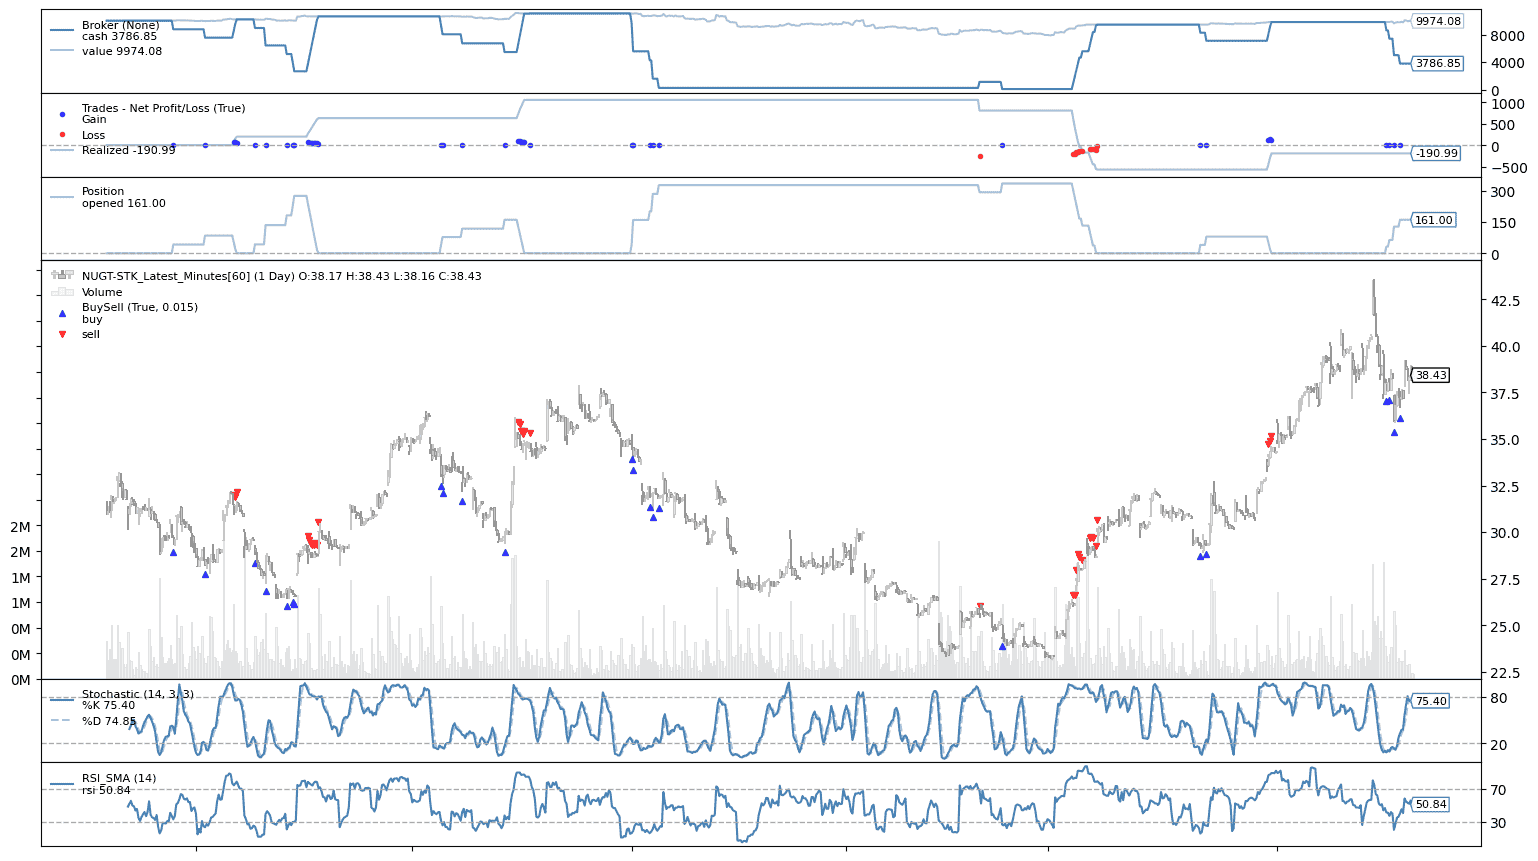 Broker (None)
cash 3786.85
value 9974.08
9974.08
8000
4000
3786.85
0
Trades - Net Profit/Loss (True)
Gain
Loss
Realized -190.99
1000
500
0
-190.99
−500
Position
opened 161.00
300
161.00
150
0
NUGT-STK_Latest_Minutes[60] (1 Day) O:38.17 H:38.43 L:38.16 C:38.43
Volume
BuySell (True, 0.015)
buy
sell
42.5
40.0
38.43
37.5
35.0
32.5
30.0
27.5
25.0
22.5
2M
2M
1M
1M
0M
0M
0M
Stochastic (14, 3, 3)
%K 75.40
%D 74.85
80
75.40
20
RSI_SMA (14)
rsi 50.84
70
50.84
30